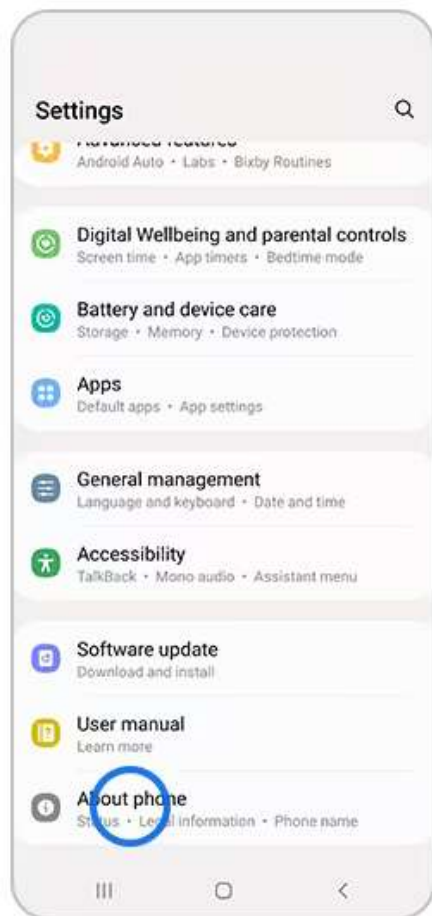 Settings
Advanced features
Android Auto • Labs • Bixby Routines
Digital Wellbeing and parental controls
Screen time • App timers • Bedtime mode
Battery and device care
Storage • Memory • Device protection
Apps
Default apps • App settings
General management
Language and keyboard • Date and time
Accessibility
TalkBack • Mono audio • Assistant menu
Software update
Download and install
User manual
Learn more
About phone
Status • Legal information • Phone name